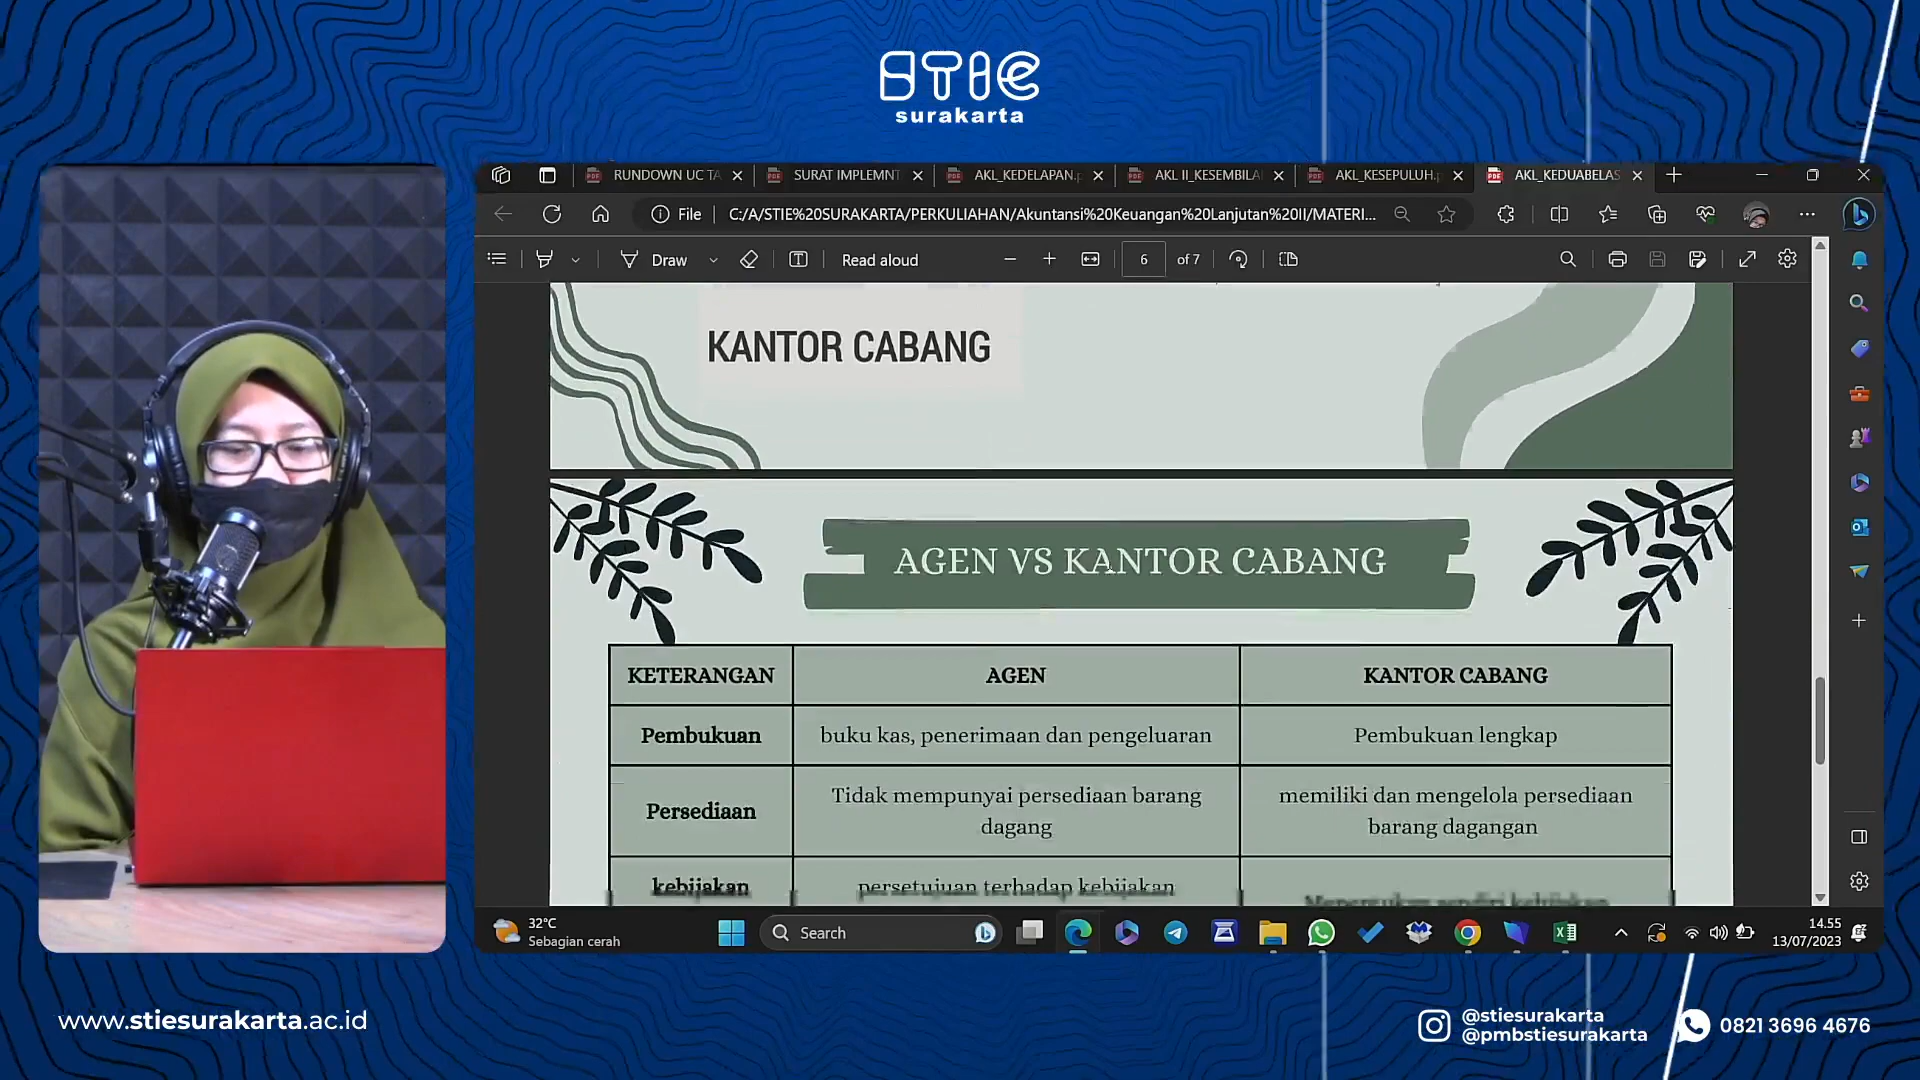 STIE
surakarta
RUNDOWN UC TA
SURAT IMPLEMNT
AKL_KEDELAPAN.p
AKL II_KESEMBILA
AKL_KESEPULUH.p
AKL_KEDUABELAS
File
C:/A/STIE%20SURAKARTA/PERKULIAHAN/Akuntansi%20Keuangan%20Lanjutan%20II/MATERI...
Draw
Read aloud
6
of 7
KANTOR CABANG
AGEN VS KANTOR CABANG
KETERANGAN
AGEN
KANTOR CABANG
Pembukuan
buku kas, penerimaan dan pengeluaran
Pembukuan lengkap
Persediaan
Tidak mempunyai persediaan barang
dagang
memiliki dan mengelola persediaan
barang dagangan
kebijakan
persetujuan terhadap kebijakan
Menentukan sendiri kebijakan
32°C
Sebagian cerah
Search
14.55
13/07/2023
www.stiesurakarta.ac.id
@stiesurakarta
@pmbstiesurakarta
0821 3696 4676